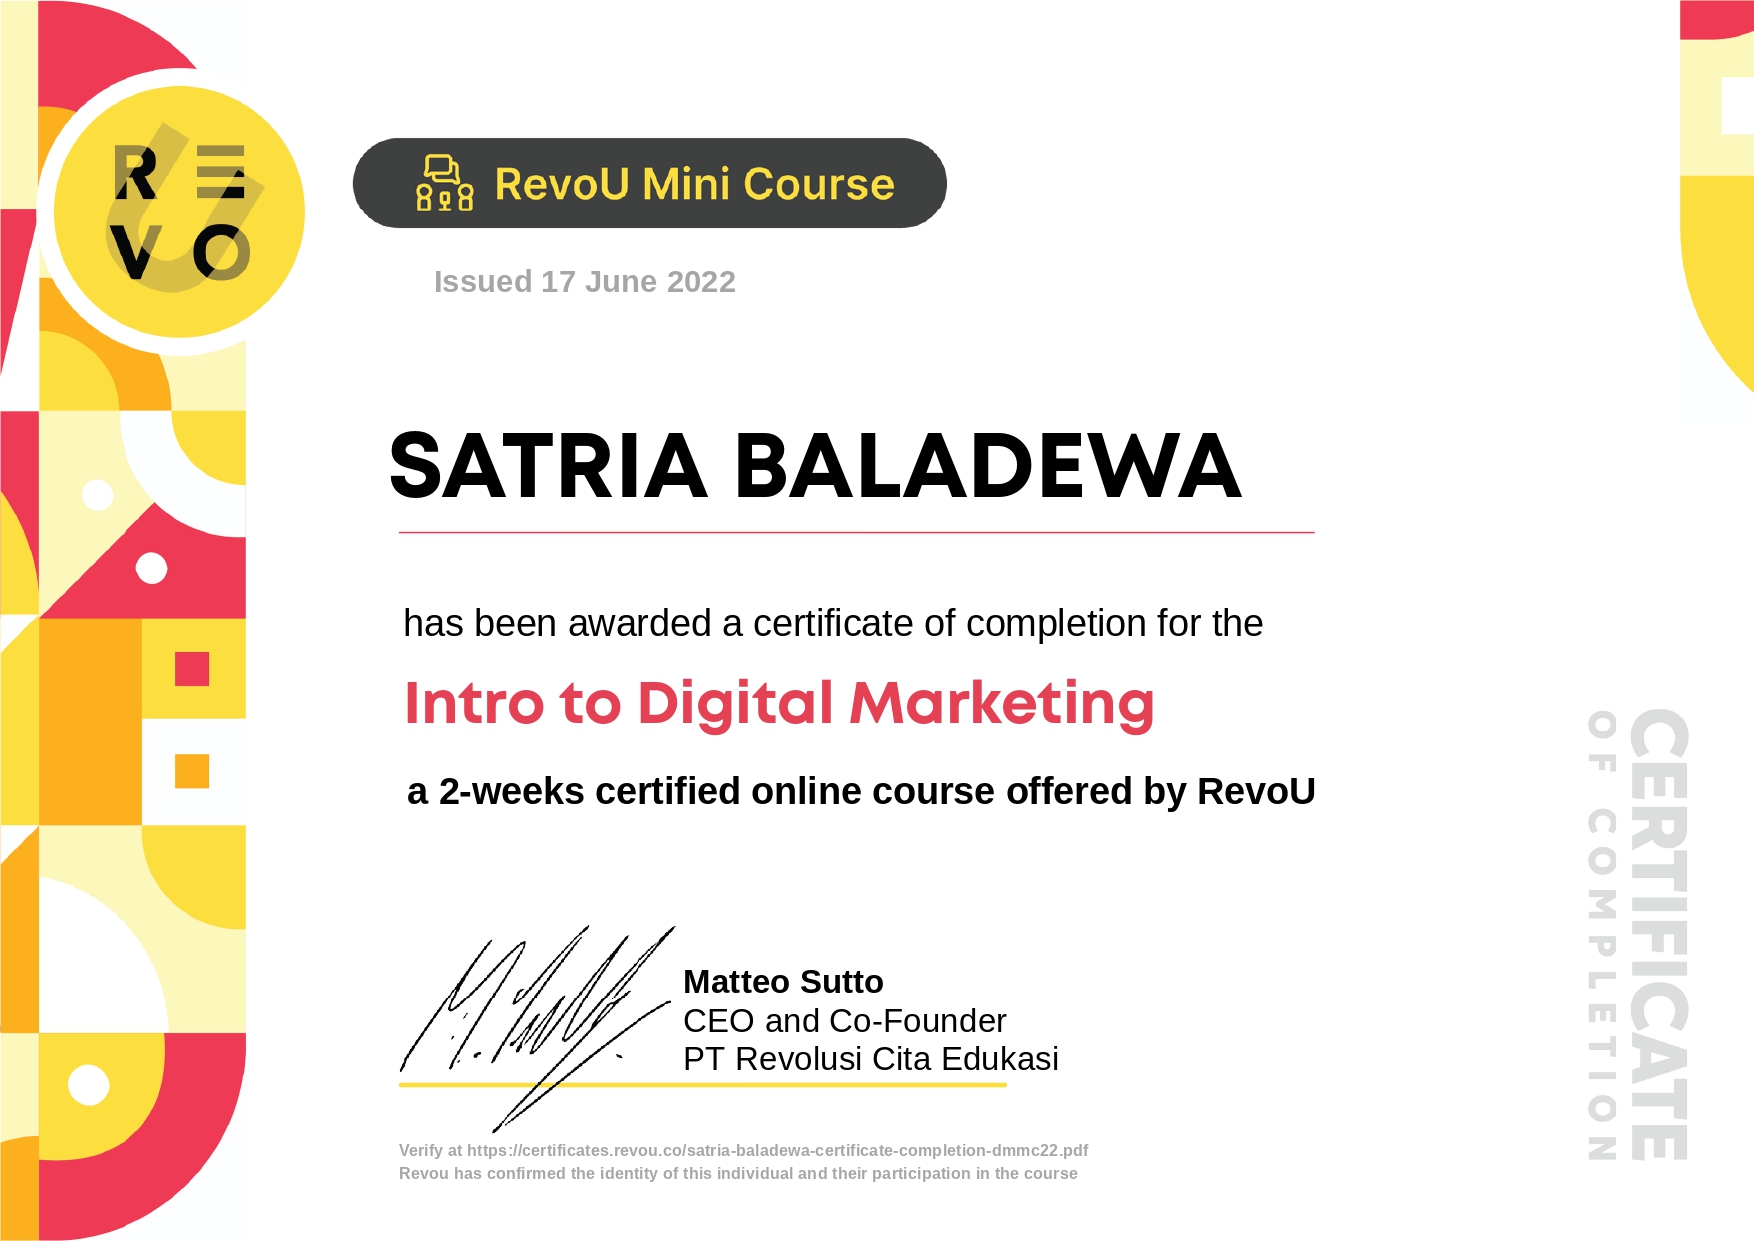 RE
VO
RevoU Mini Course
Issued 17 June 2022
SATRIA BALADEWA
has been awarded a certificate of completion for the
Intro to Digital Marketing
a 2-weeks certified online course offered by RevoU
Matteo Sutto
CEO and Co-Founder
PT Revolusi Cita Edukasi
Verify at https://certificates.revou.co/satria-baladewa-certificate-completion-dmmc22.pdf
Revou has confirmed the identity of this individual and their participation in the course
CERTIFICATE
OF COMPLETION